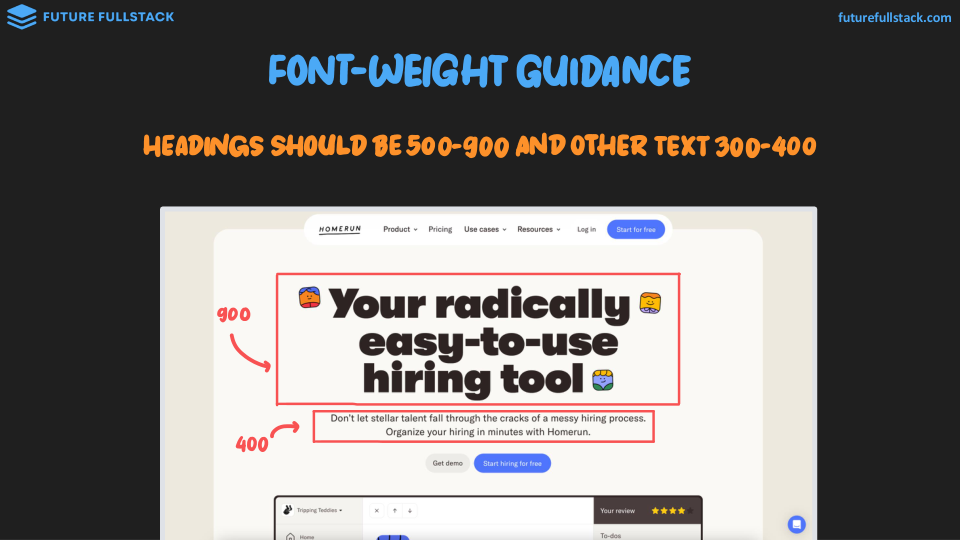 FUTURE FULLSTACK
futurefullstack.com
FONT-WEIGHT GUIDANCE
HEADINGS SHOULD BE 500-900 AND OTHER TEXT 300-400
HOMERUN
Product
Pricing
Use cases
Resources
Log in
Start for free
900
Your radically
easy-to-use
hiring tool
400
Don't let stellar talent fall through the cracks of a messy hiring process.
Organize your hiring in minutes with Homerun.
Get demo
Start hiring for free
Tripping Teddies
Your review
Home
To-dos